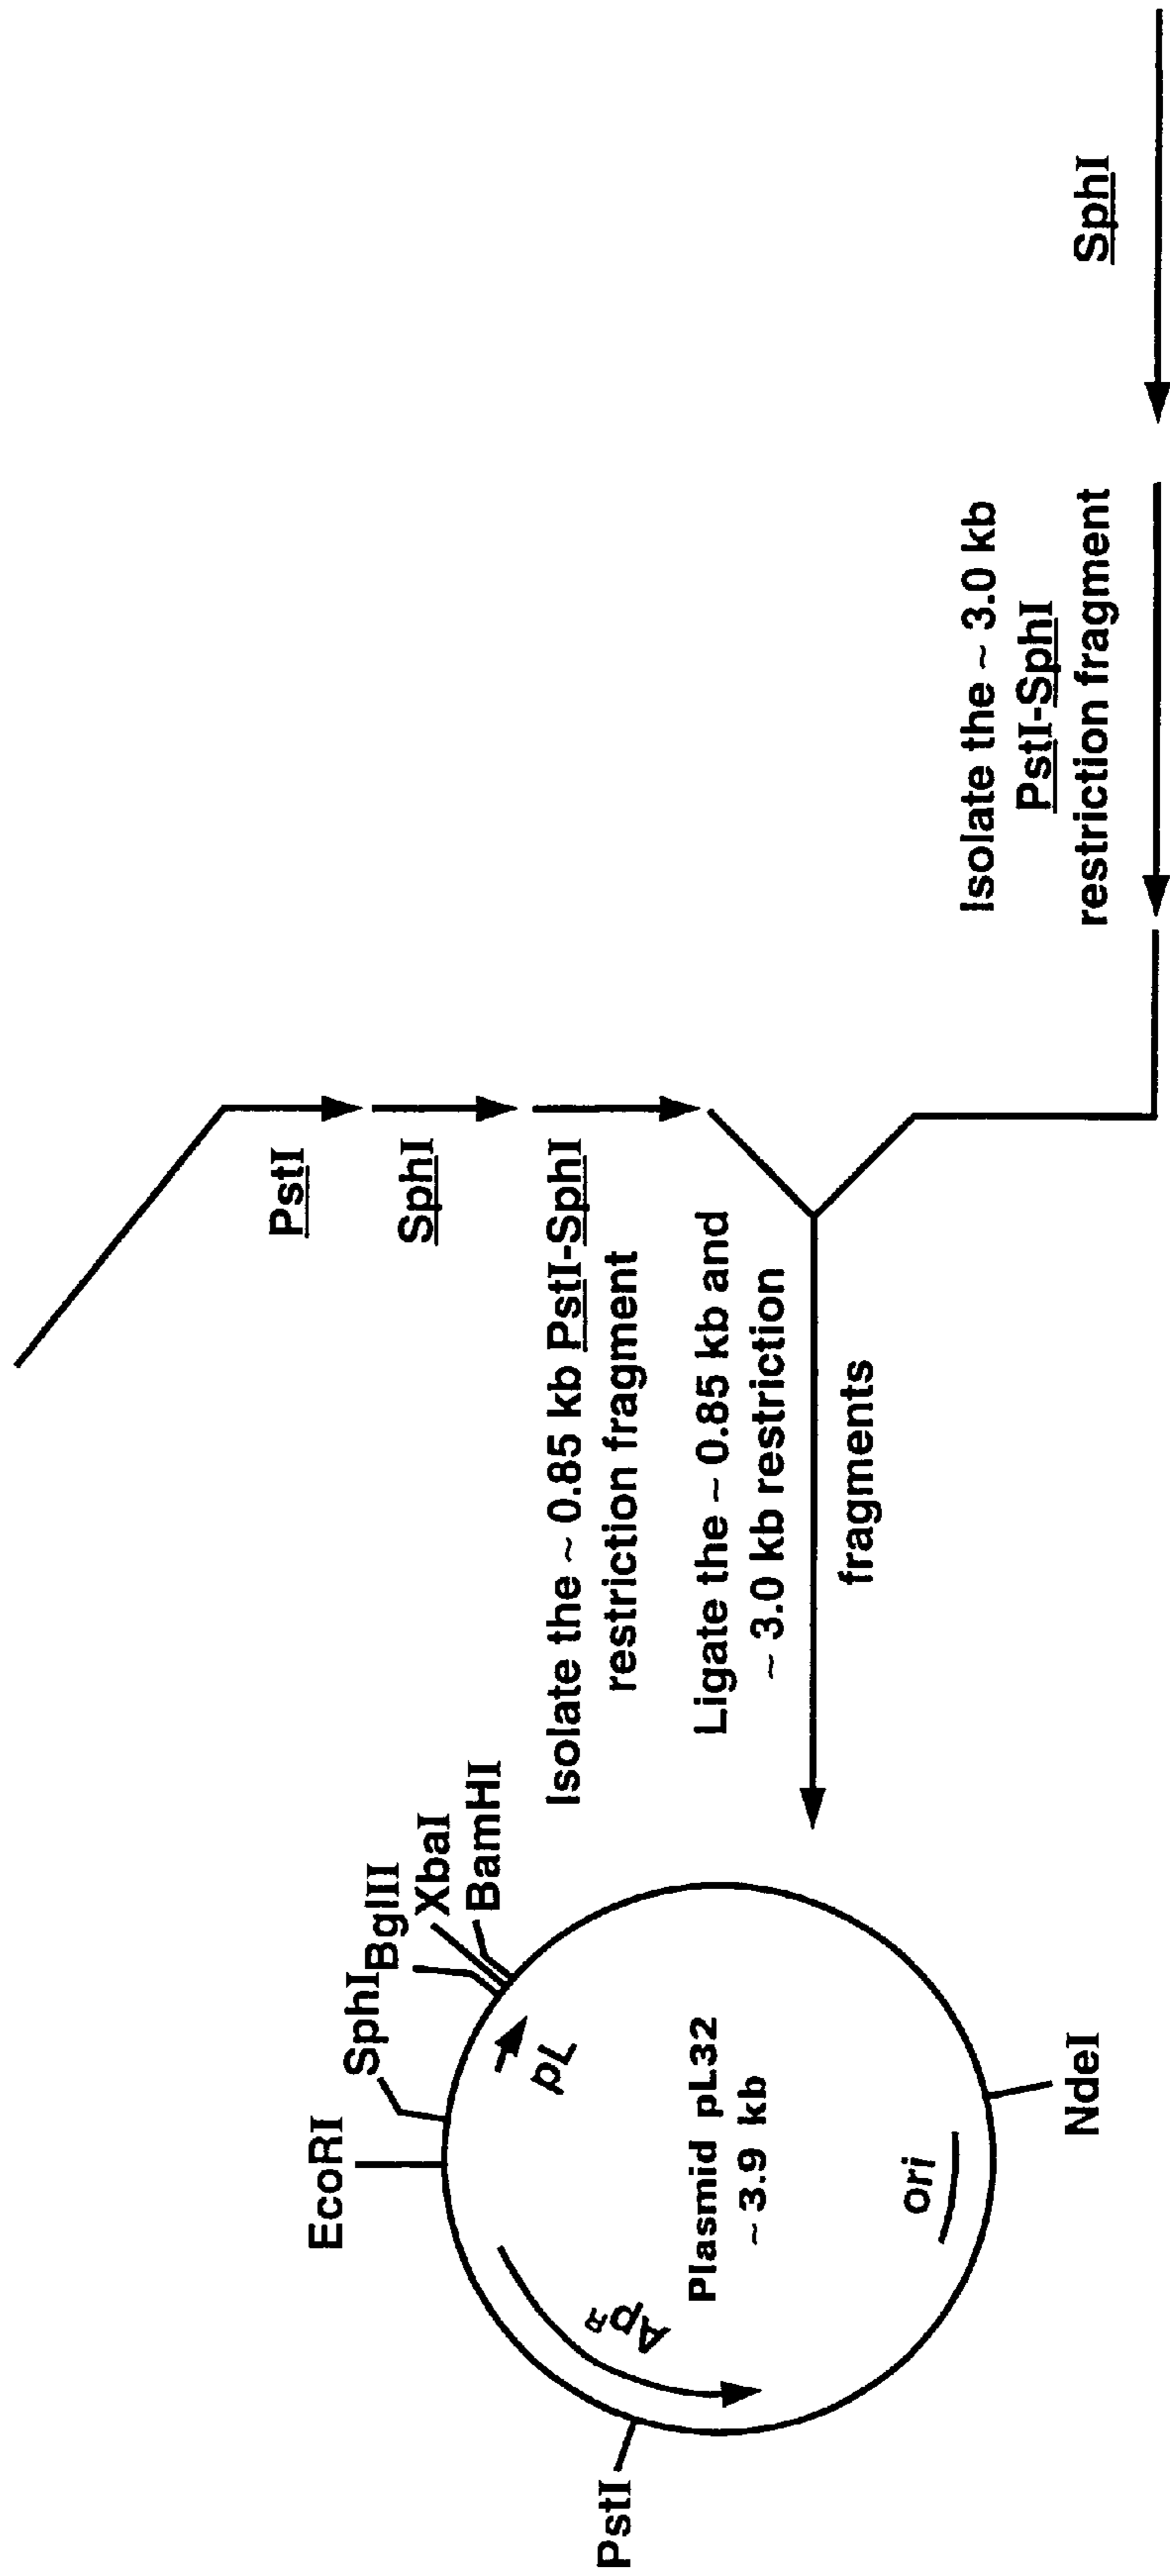 PstI
SphI
Isolate the ~ 0.85 kb PstI-SphI
restriction fragment
Ligate the ~ 0.85 kb and
~ 3.0 kb restriction
fragments
Isolate the ~ 3.0 kb
PstI-SphI
restriction fragment
SphI
EcoRI
SphI
BglII
XbaI
BamHI
pL
Plasmid pL32
~ 3.9 kb
ApR
ori
PstI
NdeI